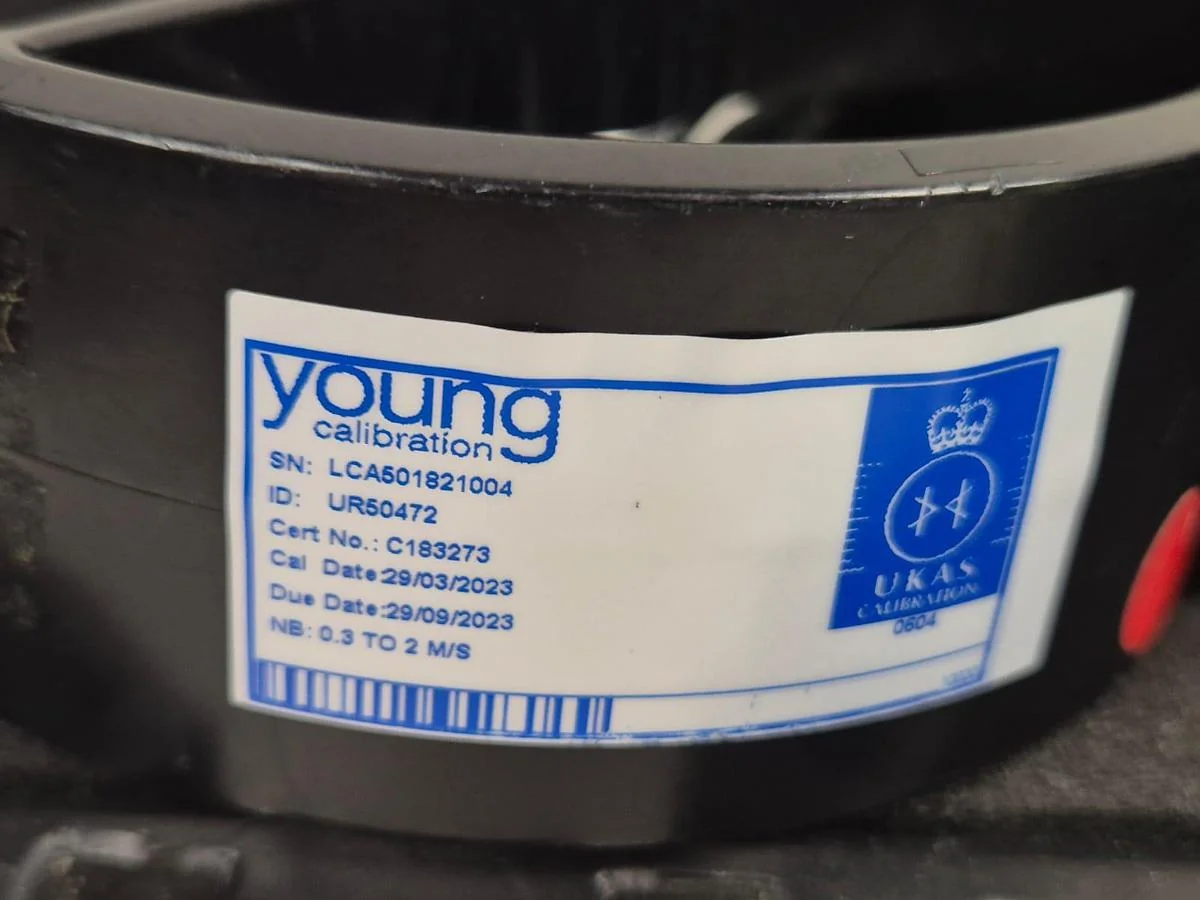 young
calibration
SN: LCA501821004
ID: UR50472
Cert No.: C183273
Cal Date:29/03/2023
Due Date:29/09/2023
NB: 0.3 TO 2 M/S
UKAS
CALIBRATION
0604